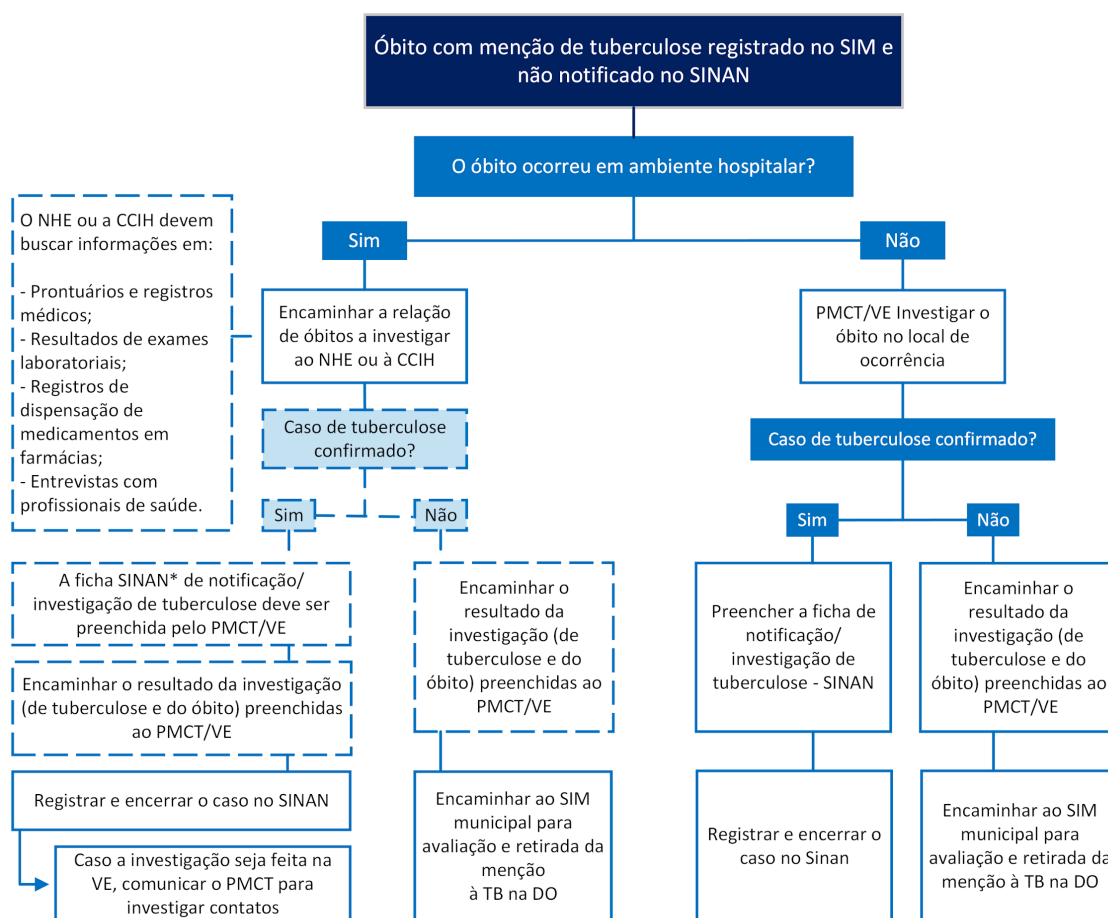 Óbito com menção de tuberculose registrado no SIM e
não notificado no SINAN
O óbito ocorreu em ambiente hospitalar?
O NHE ou a CCIH devem
buscar informações em:
- Prontuários e registros
médicos;
- Resultados de exames
laboratoriais;
- Registros de
dispensação de
medicamentos em
farmácias;
- Entrevistas com
profissionais de saúde.
Sim
Encaminhar a relação
de óbitos a investigar
ao NHE ou à CCIH
Caso de tuberculose
confirmado?
Sim
A ficha SINAN* de notificação/
investigação de tuberculose deve ser
preenchida pelo PMCT/VE
Encaminhar o resultado da investigação
(de tuberculose e do óbito) preenchidas
ao PMCT/VE
Registrar e encerrar o caso no SINAN
Caso a investigação seja feita na
VE, comunicar o PMCT para
investigar contatos
Não
Encaminhar o
resultado da
investigação (de
tuberculose e do
óbito) preenchidas ao
PMCT/VE
Encaminhar ao SIM
municipal para
avaliação e retirada da
menção
à TB na DO
Não
PMCT/VE Investigar o
óbito no local de
ocorrência
Caso de tuberculose confirmado?
Sim
Preencher a ficha de
notificação/
investigação de
tuberculose - SINAN
Registrar e encerrar o
caso no Sinan
Não
Encaminhar o
resultado da
investigação (de
tuberculose e do
óbito) preenchidas ao
PMCT/VE
Encaminhar ao SIM
municipal para
avaliação e retirada da
menção à TB na DO